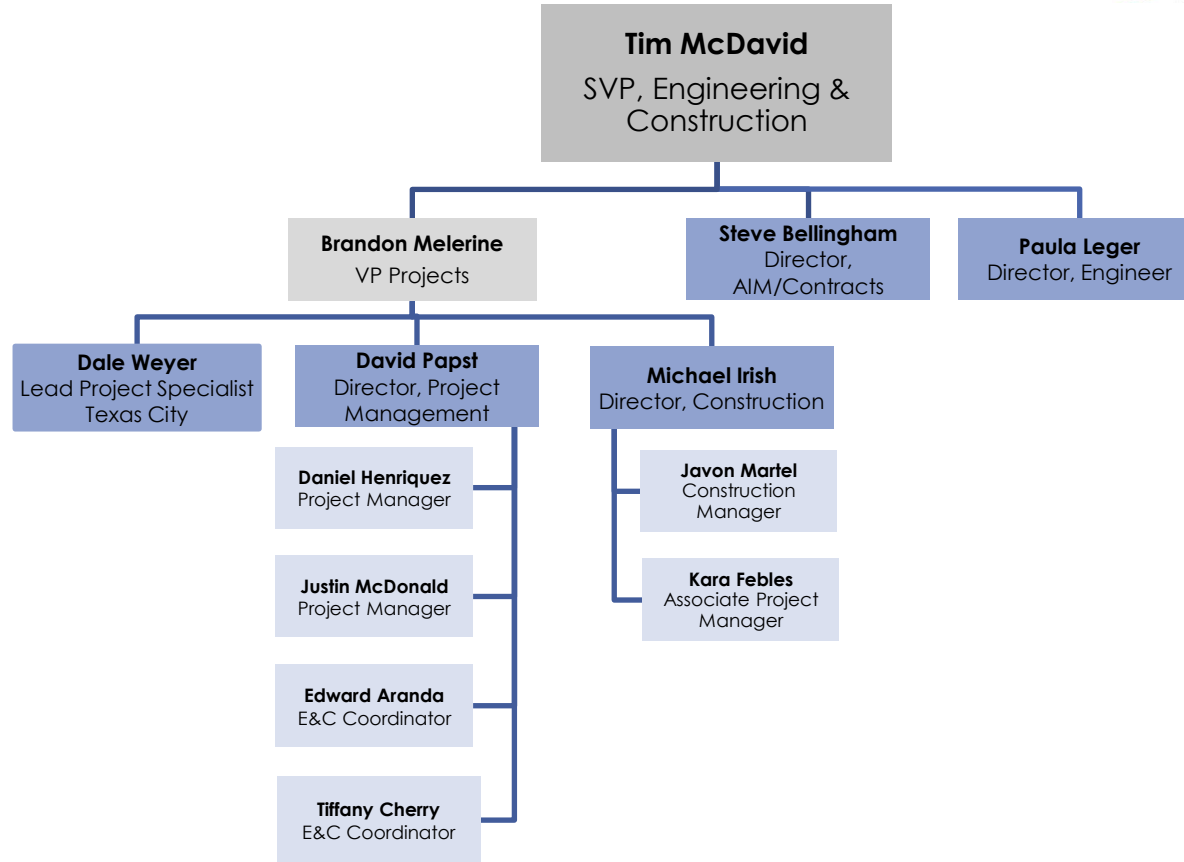 Tim McDavid
SVP, Engineering &
Construction
Brandon Melerine
VP Projects
Steve Bellingham
Director,
AIM/Contracts
Paula Leger
Director, Engineer
Dale Weyer
Lead Project Specialist
Texas City
David Papst
Director, Project
Management
Michael Irish
Director, Construction
Daniel Henriquez
Project Manager
Justin McDonald
Project Manager
Edward Aranda
E&C Coordinator
Tiffany Cherry
E&C Coordinator
Javon Martel
Construction
Manager
Kara Febles
Associate Project
Manager